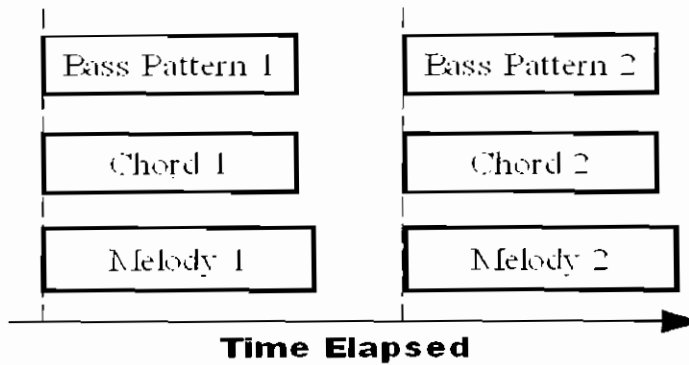 Bass Pattern 1
Bass Pattern 2
Chord 1
Chord 2
Melody 1
Melody 2
Time Elapsed